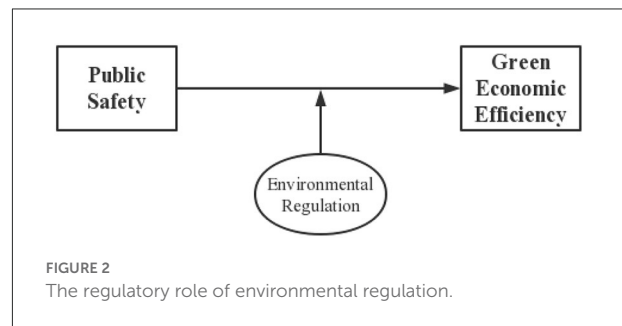 Public
Safety
Green
Economic
Efficiency
Environmental
Regulation
FIGURE 2
The regulatory role of environmental regulation.